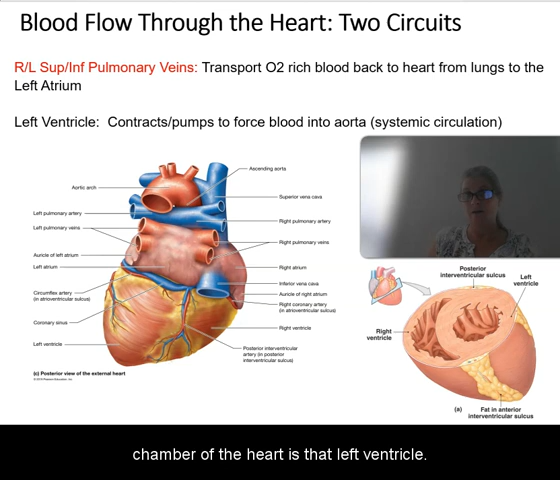 Blood Flow Through the Heart: Two Circuits
R/L Sup/Inf Pulmonary Veins: Transport O2 rich blood back to heart from lungs to the
Left Atrium
Left Ventricle: Contracts/pumps to force blood into aorta (systemic circulation)
Aortic arch
Left pulmonary artery
Left pulmonary veins
Auricle of left atrium
Left atrium
Circumflex artery
(in atrioventricular sulcus)
Coronary sinus
Left ventricle
Ascending aorta
Superior vena cava
Right pulmonary artery
Right pulmonary veins
Right atrium
Inferior vena cava
Auricle of right atrium
Right coronary artery
(in atrioventricular sulcus)
Right ventricle
Posterior interventricular
artery (in posterior
interventricular sulcus)
(c) Posterior view of the external heart
Posterior
interventricular sulcus
Left
ventricle
Right
ventricle
(a)
Fat in anterior
interventricular sulcus
chamber of the heart is that left ventricle.